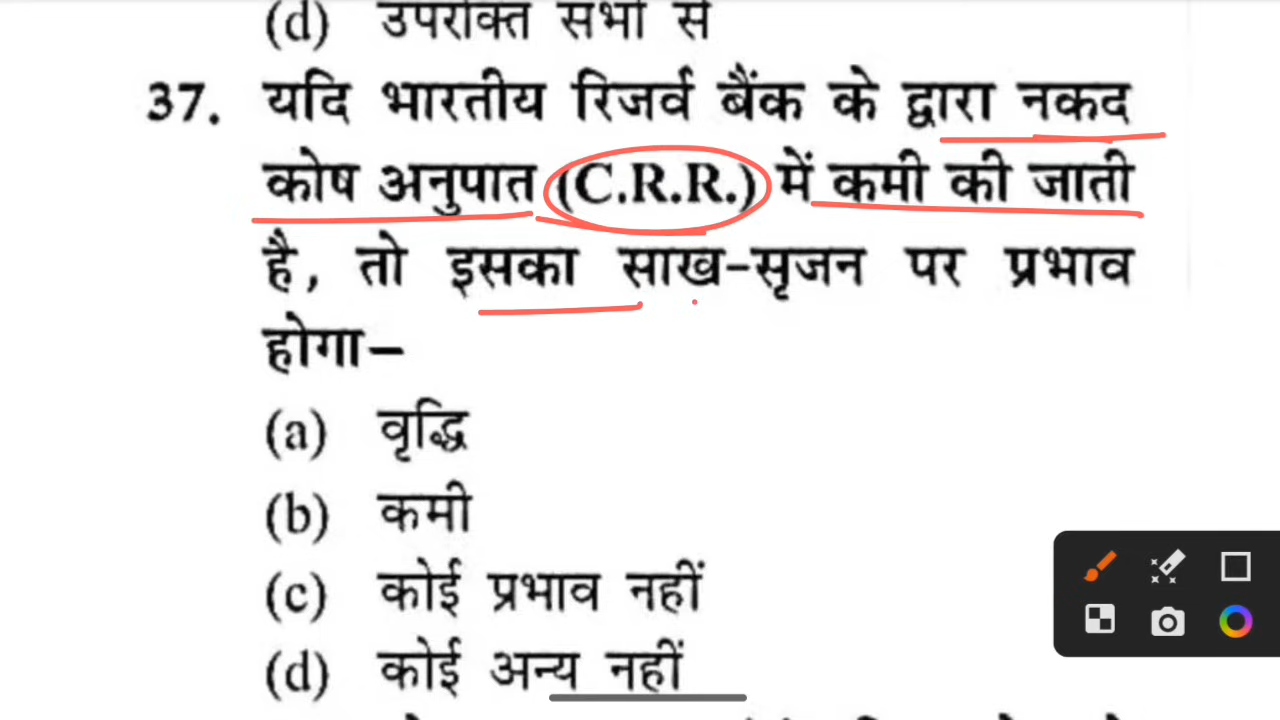 (d) उपरोक्त सभी से
37. यदि भारतीय रिजर्व बैंक के द्वारा नकद
कोष अनुपात (C.R.R.) में कमी की जाती
है, तो इसका साख-सृजन पर प्रभाव
होगा–
(a) वृद्धि
(b) कमी
(c) कोई प्रभाव नहीं
(d) कोई अन्य नहीं